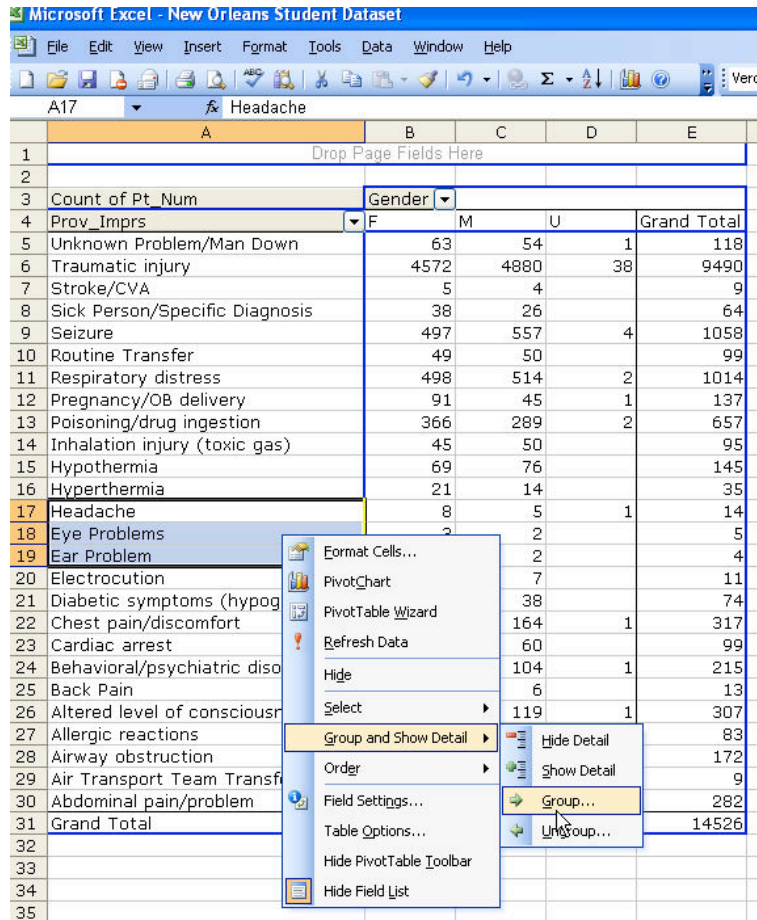 Microsoft Excel - New Orleans Student Dataset
File Edit View Insert Format Tools Data Window Help
A17 fx Headache
A B C D E
1 Drop Page Fields Here
2
3 Count of Pt_Num Gender
4 Prov_Imprs F M U Grand Total
5 Unknown Problem/Man Down 63 54 1 118
6 Traumatic injury 4572 4880 38 9490
7 Stroke/CVA 5 4 9
8 Sick Person/Specific Diagnosis 38 26 64
9 Seizure 497 557 4 1058
10 Routine Transfer 49 50 99
11 Respiratory distress 498 514 2 1014
12 Pregnancy/OB delivery 91 45 1 137
13 Poisoning/drug ingestion 366 289 2 657
14 Inhalation injury (toxic gas) 45 50 95
15 Hypothermia 69 76 145
16 Hyperthermia 21 14 35
17 Headache 8 5 1 14
18 Eye Problems 2 5
19 Ear Problem 2 4
20 Electrocution 7 11
21 Diabetic symptoms (hypog 38 74
22 Chest pain/discomfort 164 1 317
23 Cardiac arrest 60 99
24 Behavioral/psychiatric diso 104 1 215
25 Back Pain 6 13
26 Altered level of consciousn 119 1 307
27 Allergic reactions 83
28 Airway obstruction 172
29 Air Transport Team Transf 9
30 Abdominal pain/problem 282
31 Grand Total 14526
32
33
34
35
Format Cells...
PivotChart
PivotTable Wizard
Refresh Data
Hide
Select
Group and Show Detail
Order
Field Settings...
Table Options...
Hide PivotTable Toolbar
Hide Field List
Hide Detail
Show Detail
Group...
Ungroup...